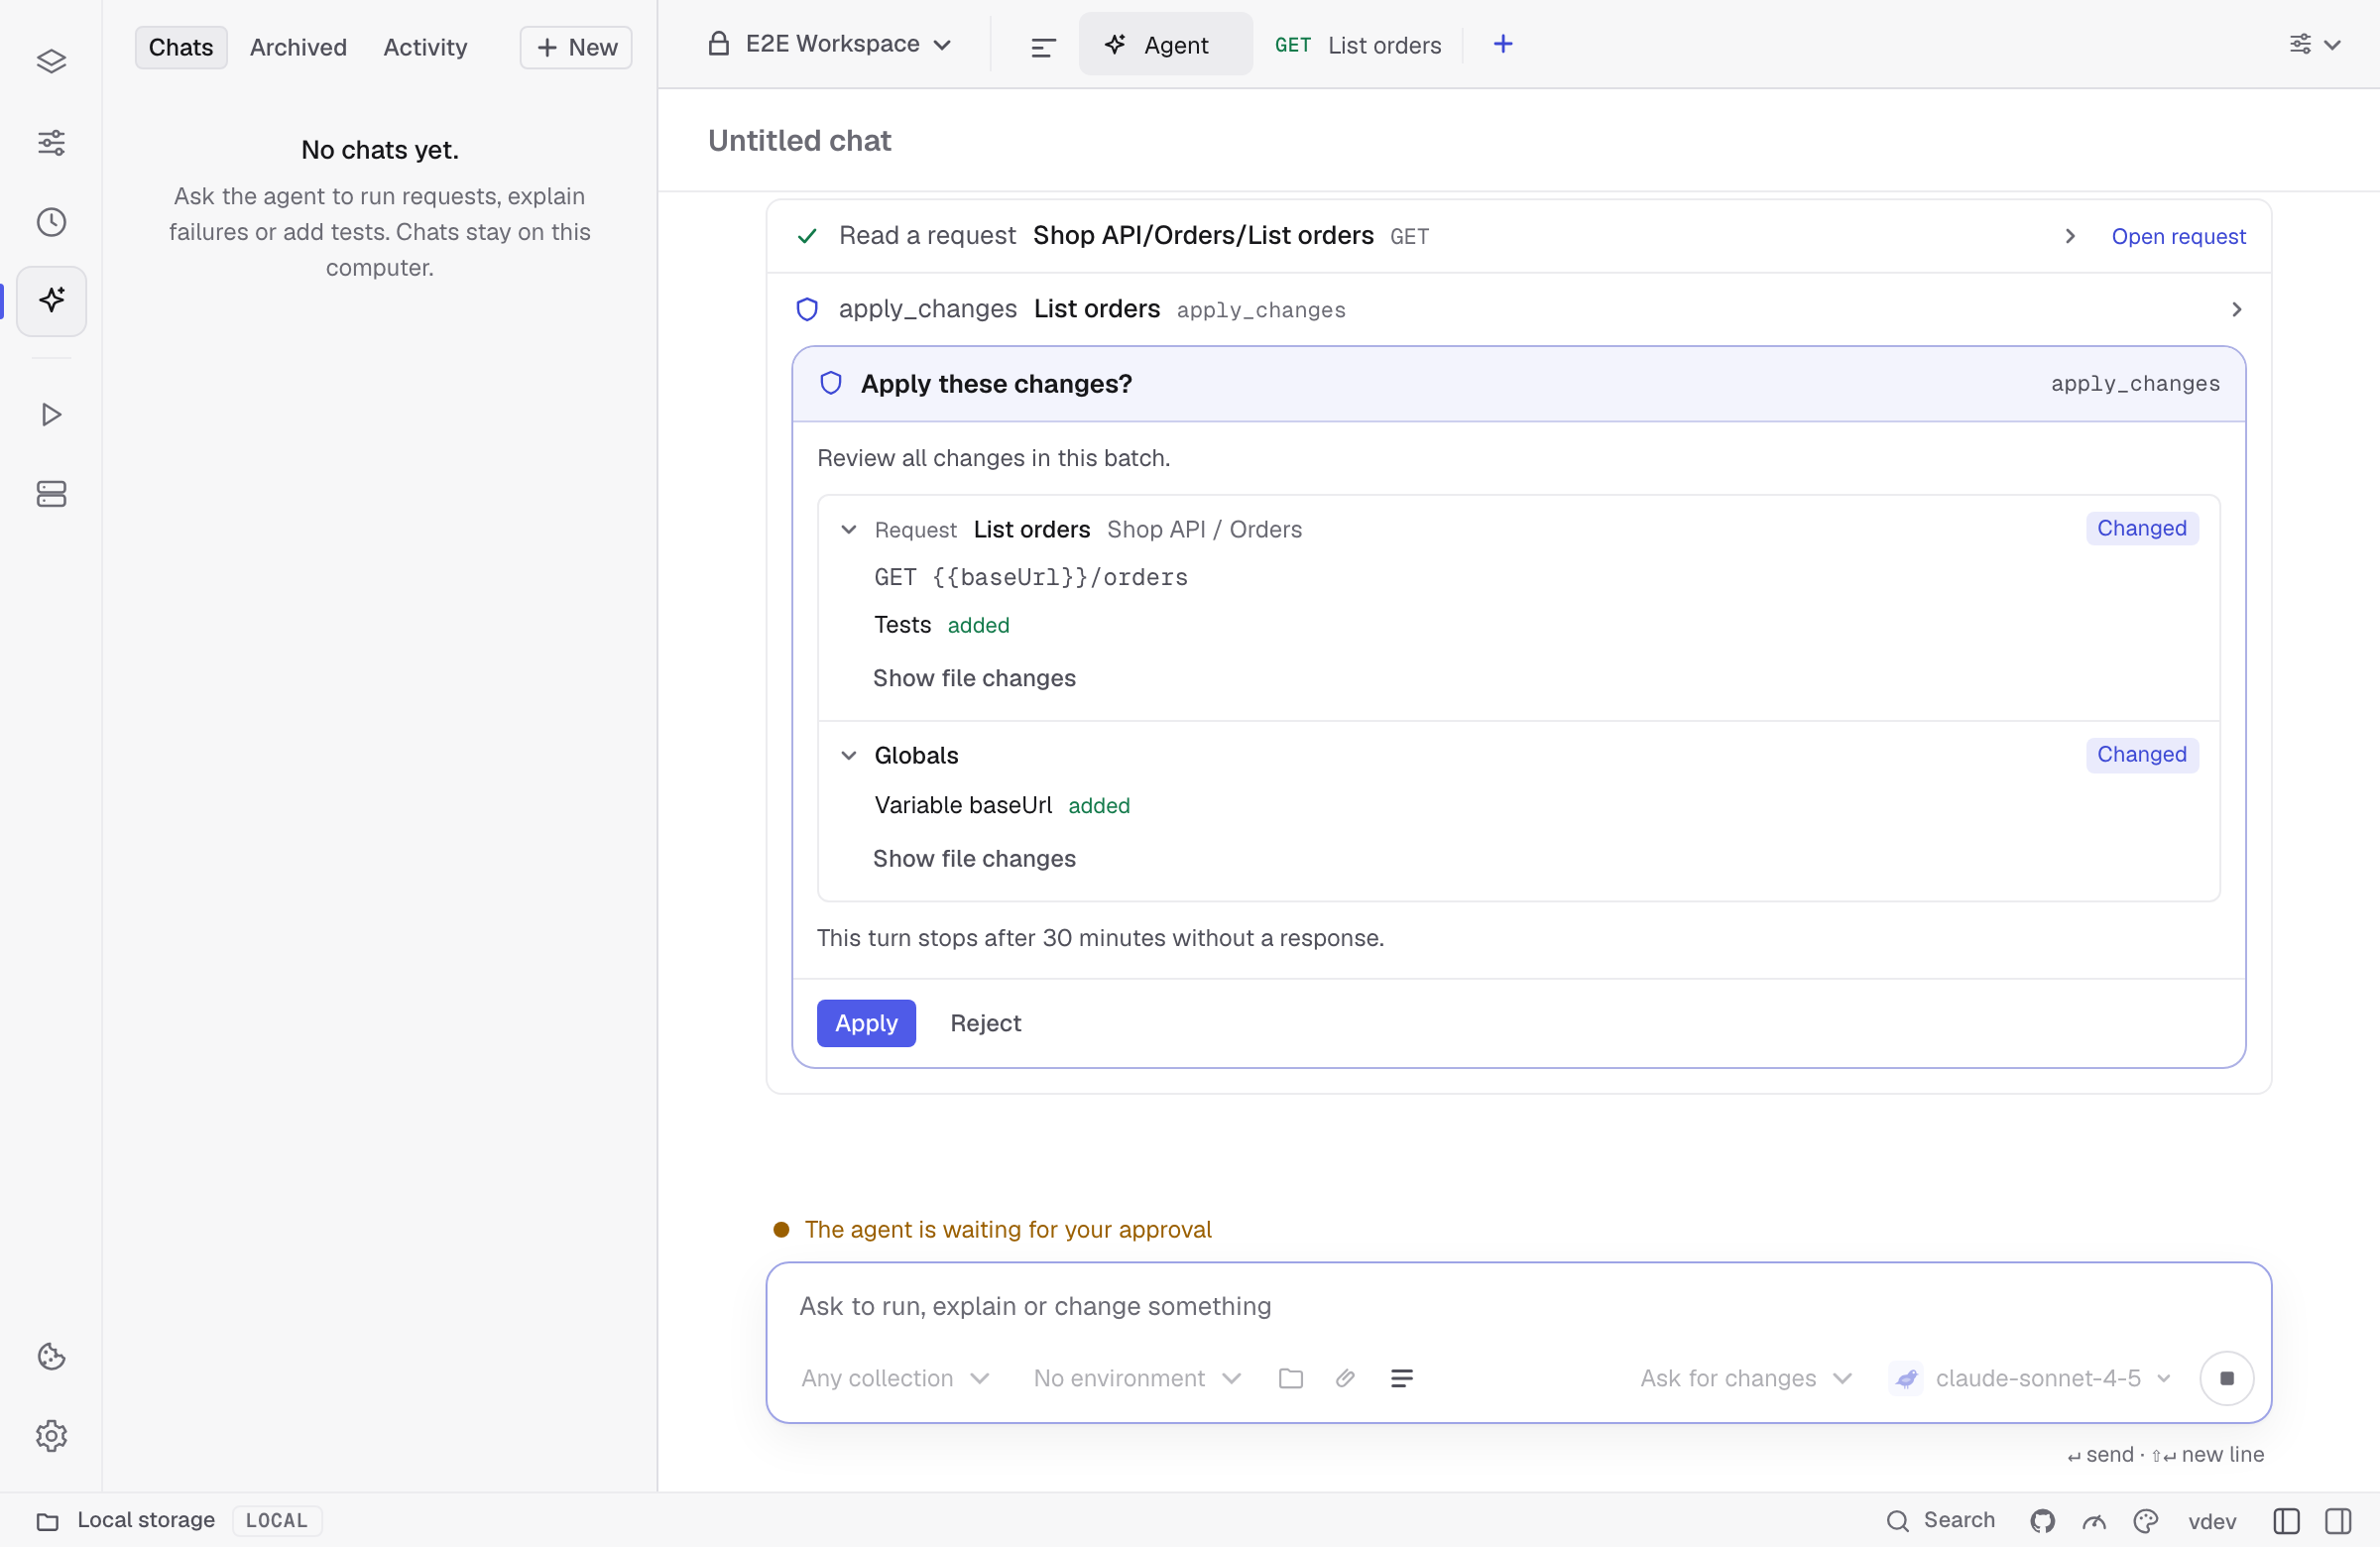 Chats Archived Activity + New
No chats yet.
Ask the agent to run requests, explain
failures or add tests. Chats stay on this
computer.
E2E Workspace
Agent
GET List orders
+
Untitled chat
Read a request Shop API/Orders/List orders GET
Open request
apply_changes List orders apply_changes
Apply these changes? apply_changes
Review all changes in this batch.
Request List orders Shop API / Orders Changed
GET {{baseUrl}}/orders
Tests added
Show file changes
Globals Changed
Variable baseUrl added
Show file changes
This turn stops after 30 minutes without a response.
Apply Reject
The agent is waiting for your approval
Ask to run, explain or change something
Any collection No environment Ask for changes claude-sonnet-4-5
↵ send · ⇧↵ new line
Local storage LOCAL Search vdev